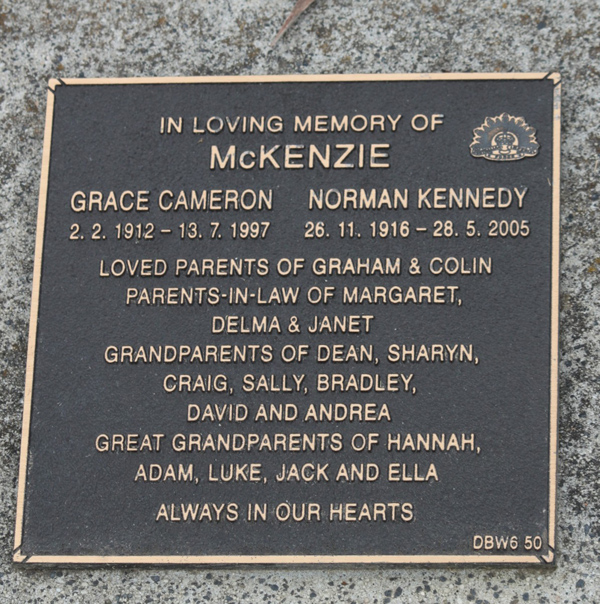 IN LOVING MEMORY OF
McKENZIE
GRACE CAMERON NORMAN KENNEDY
2. 2. 1912 – 13. 7. 1997 26. 11. 1916 – 28. 5. 2005
LOVED PARENTS OF GRAHAM & COLIN
PARENTS-IN-LAW OF MARGARET,
DELMA & JANET
GRANDPARENTS OF DEAN, SHARYN,
CRAIG, SALLY, BRADLEY,
DAVID AND ANDREA
GREAT GRANDPARENTS OF HANNAH,
ADAM, LUKE, JACK AND ELLA
ALWAYS IN OUR HEARTS
DBW6 50